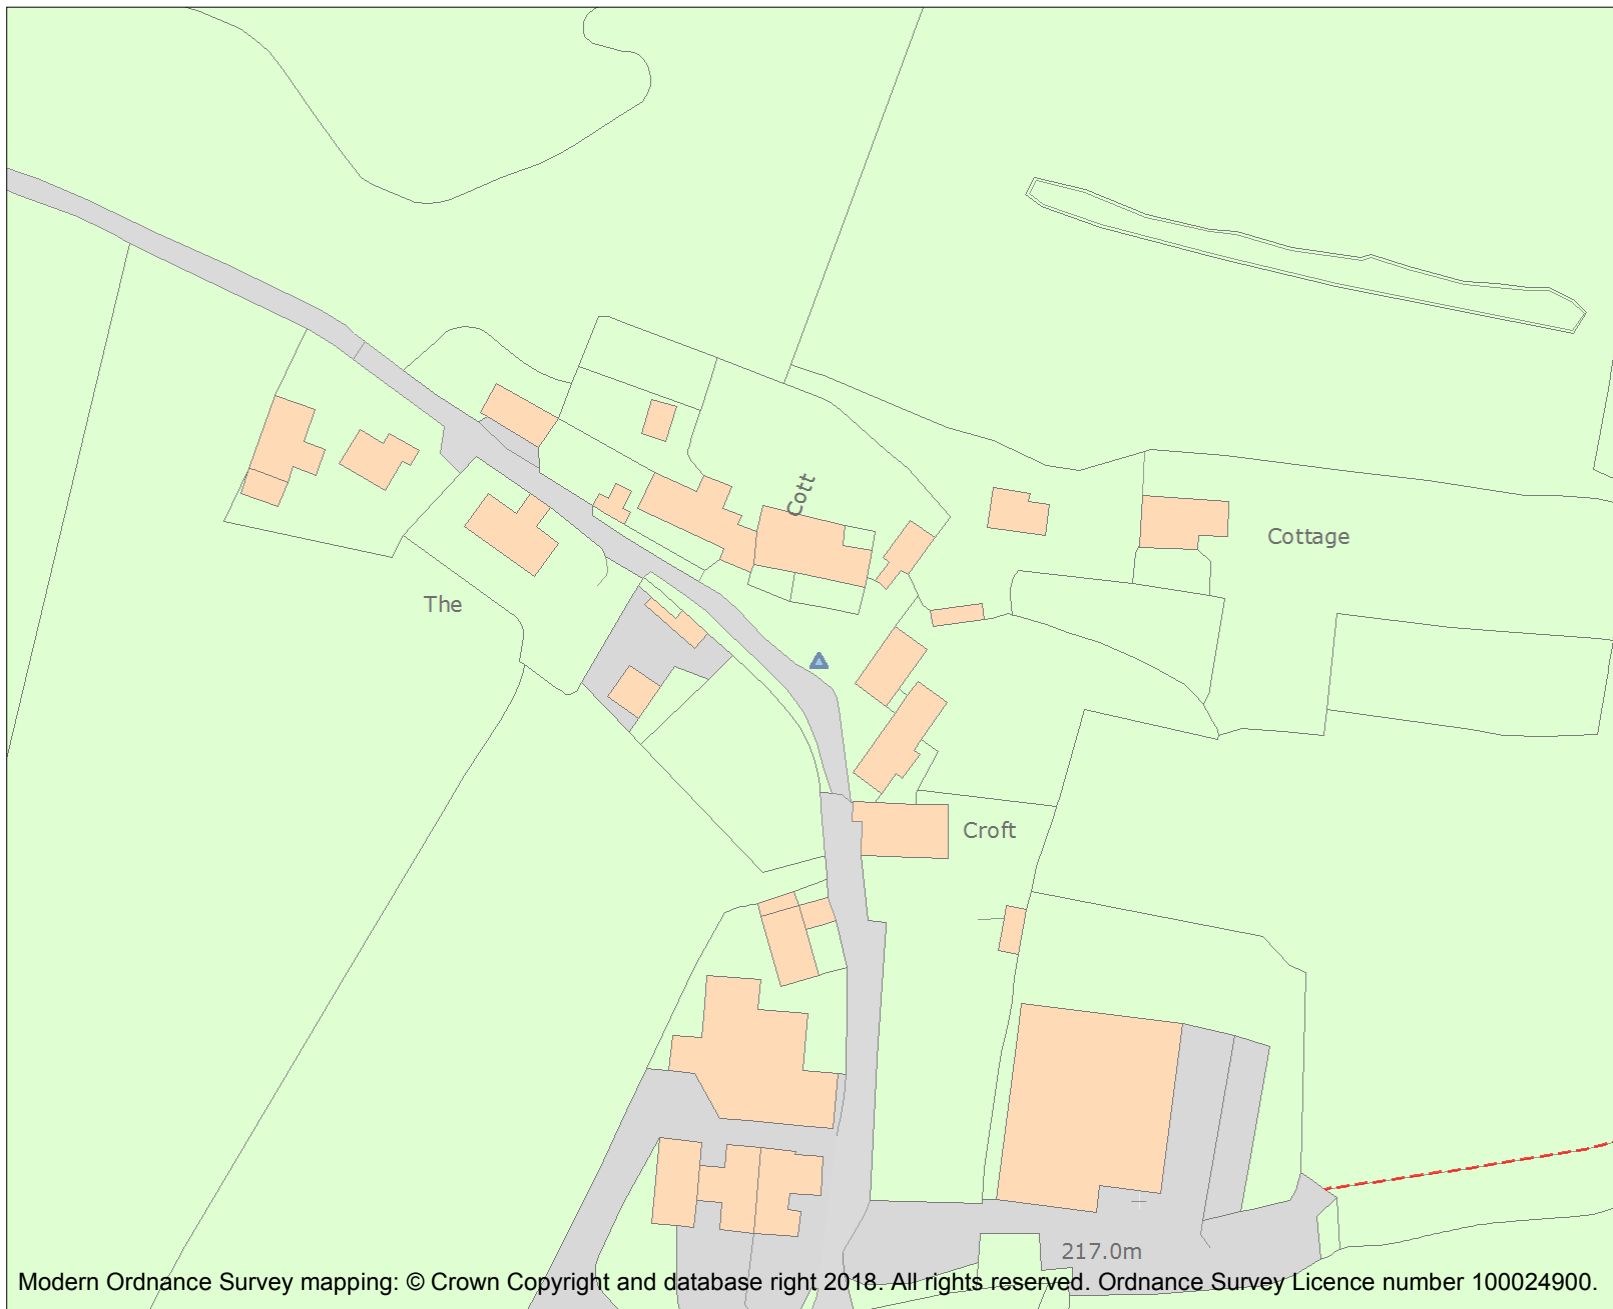 Cott
Cottage
The
Croft
217.0m
Modern Ordnance Survey mapping: © Crown Copyright and database right 2018. All rights reserved. Ordnance Survey Licence number 100024900.